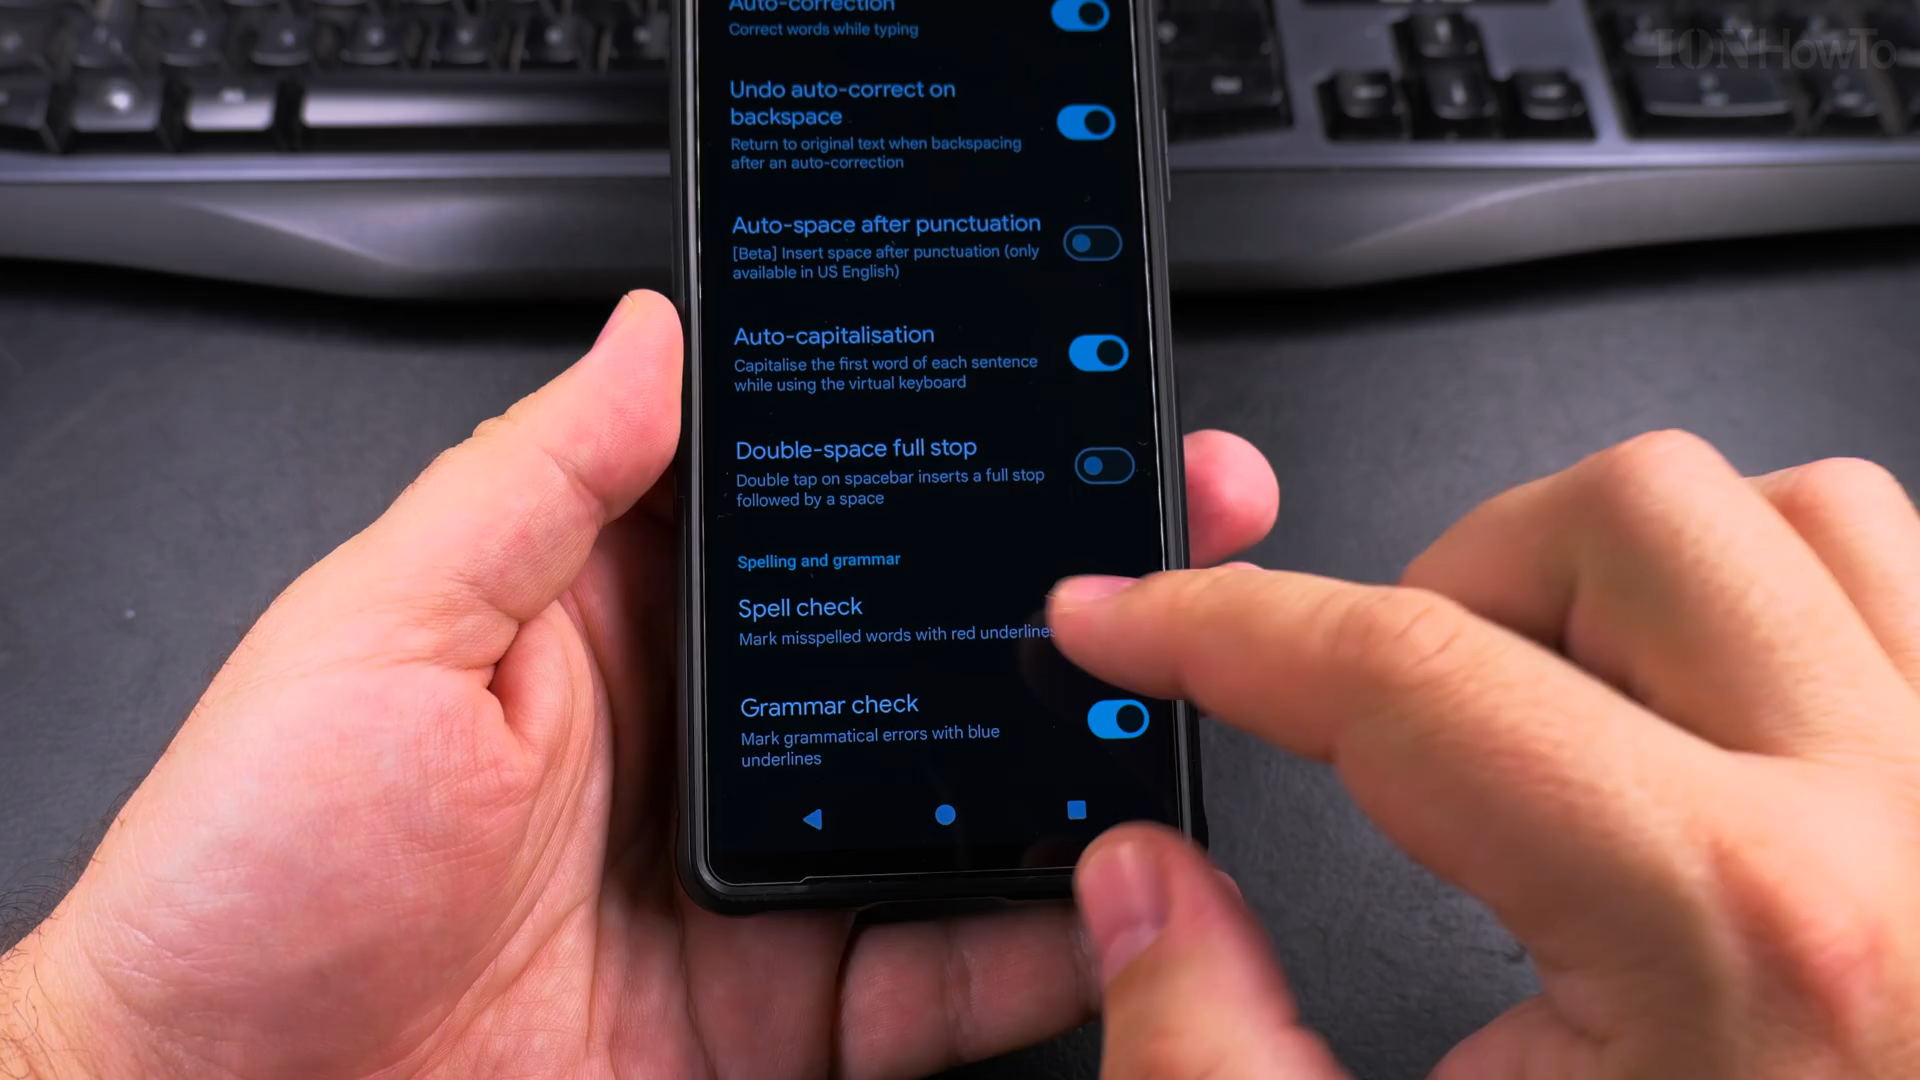 IONHowTo
Auto-correction
Correct words while typing
Undo auto-correct on
backspace
Return to original text when backspacing
after an auto-correction
Auto-space after punctuation
[Beta] Insert space after punctuation (only
available in US English)
Auto-capitalisation
Capitalise the first word of each sentence
while using the virtual keyboard
Double-space full stop
Double tap on spacebar inserts a full stop
followed by a space
Spelling and grammar
Spell check
Mark misspelled words with red underlines
Grammar check
Mark grammatical errors with blue
underlines